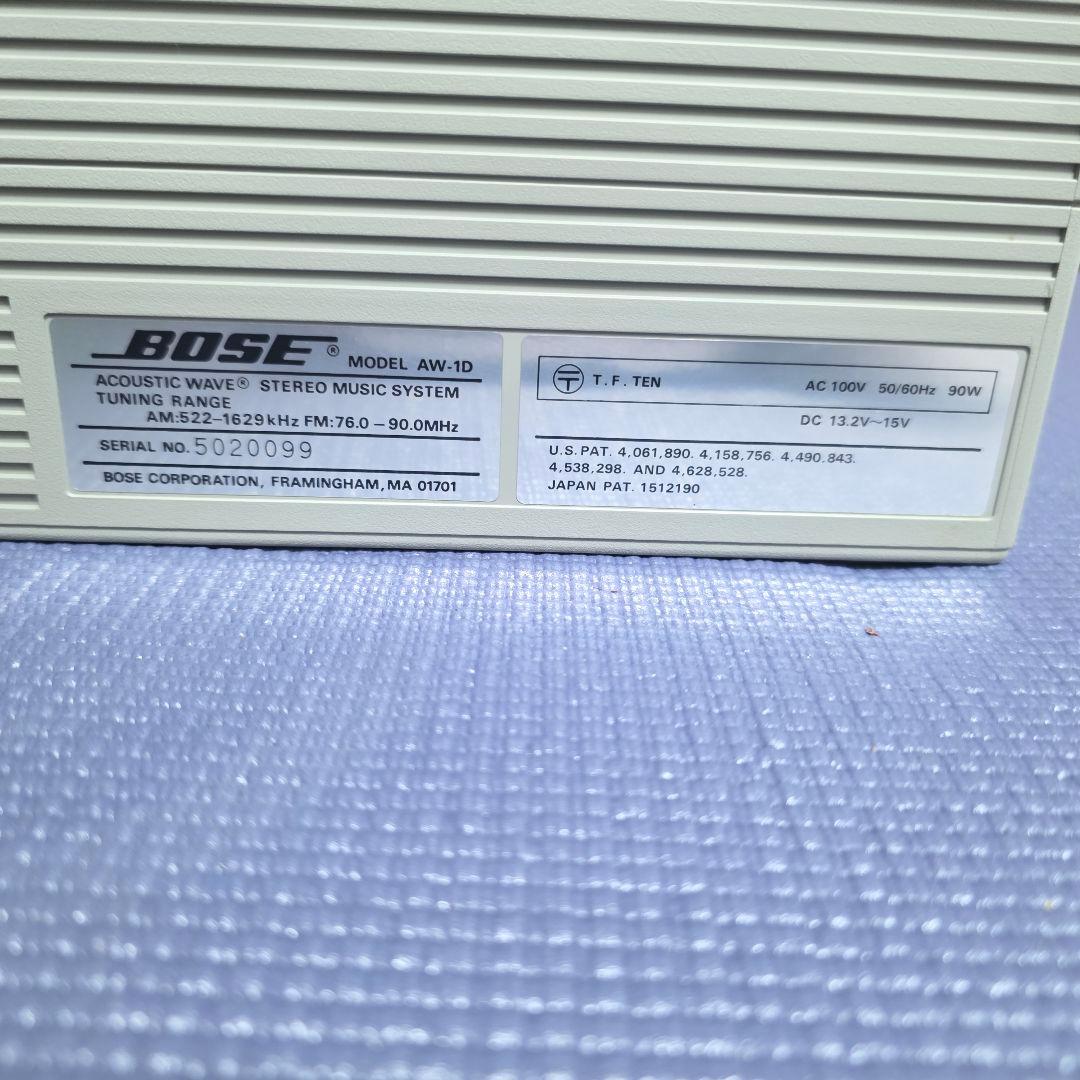 BOSE® MODEL AW-1D
ACOUSTIC WAVE® STEREO MUSIC SYSTEM
TUNING RANGE
AM:522–1629kHz FM:76.0 – 90.0MHz
SERIAL NO. 5020099
BOSE CORPORATION, FRAMINGHAM, MA 01701
T.F. TEN AC 100V 50/60Hz 90W
DC 13.2V~15V
U.S. PAT. 4,061,890. 4,158,756. 4,490,843.
4,538,298. AND 4,628,528.
JAPAN PAT. 1512190